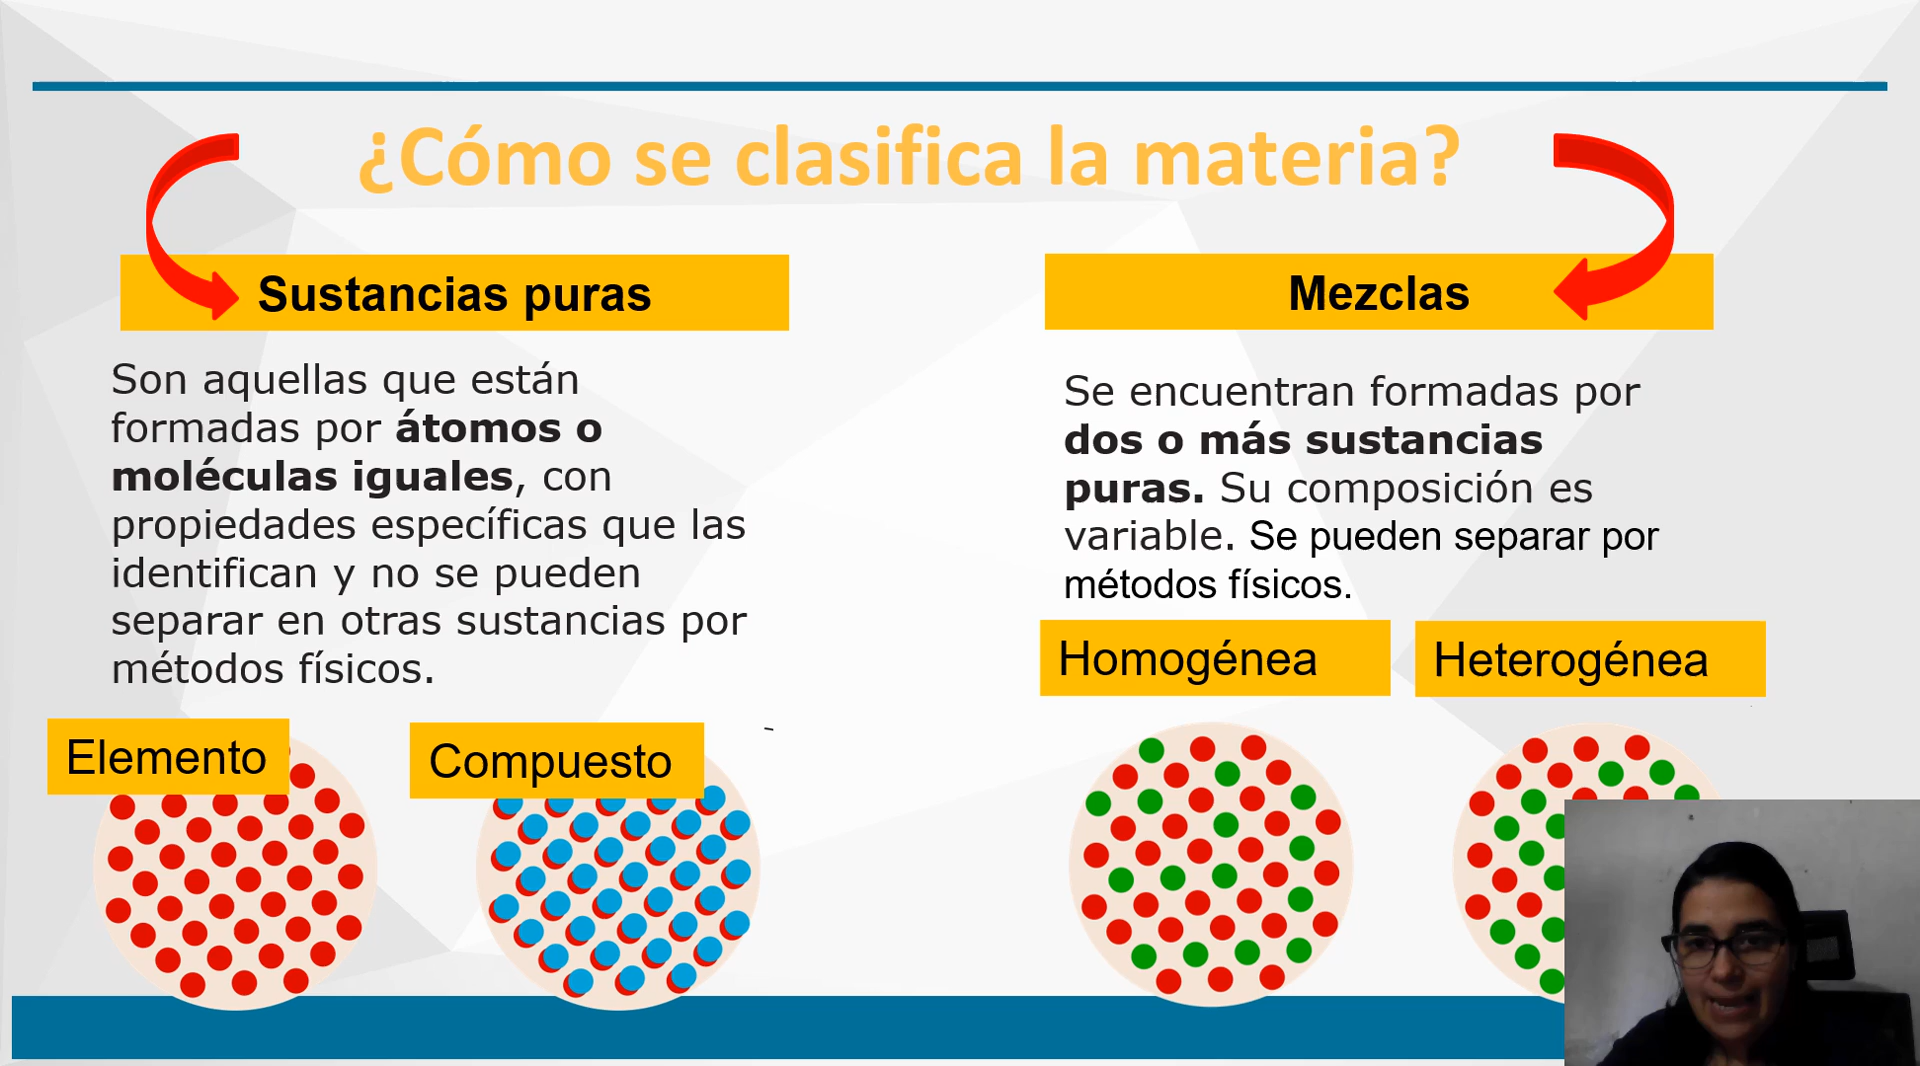 ¿Cómo se clasifica la materia?
Sustancias puras
Son aquellas que están
formadas por átomos o
moléculas iguales, con
propiedades específicas que las
identifican y no se pueden
separar en otras sustancias por
métodos físicos.
Elemento
Compuesto
Mezclas
Se encuentran formadas por
dos o más sustancias
puras. Su composición es
variable. Se pueden separar por
métodos físicos.
Homogénea
Heterogénea